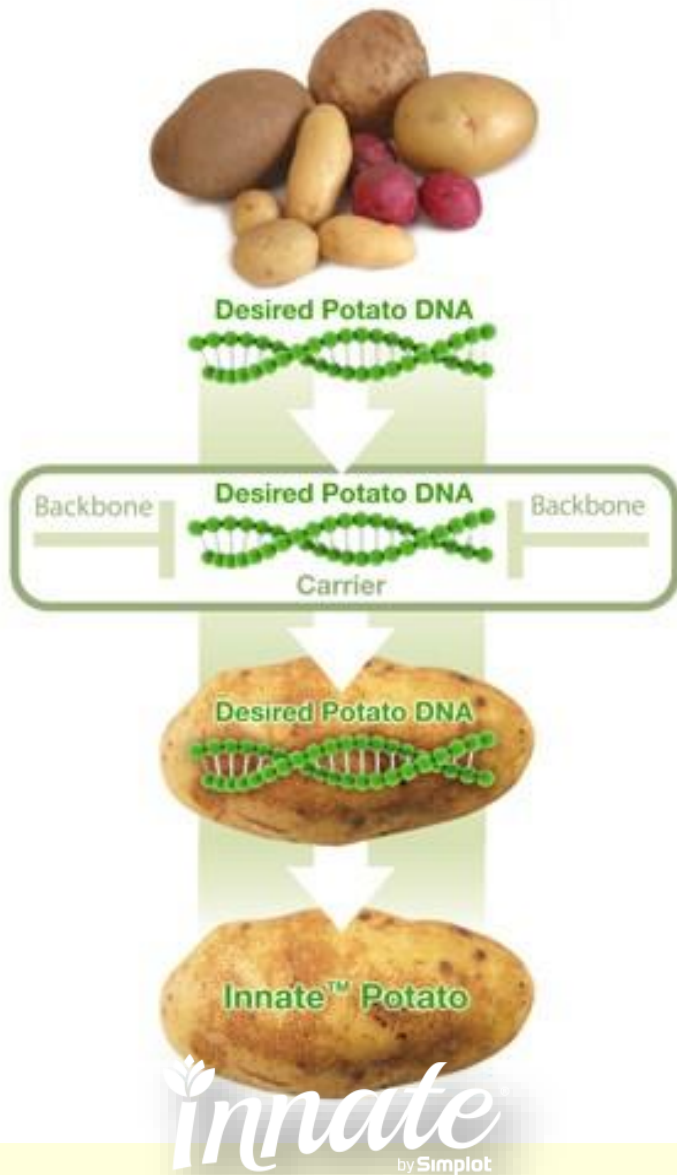 Desired Potato DNA
Desired Potato DNA
Backbone
Backbone
Carrier
Desired Potato DNA
Innate™ Potato
innate
by Simplot